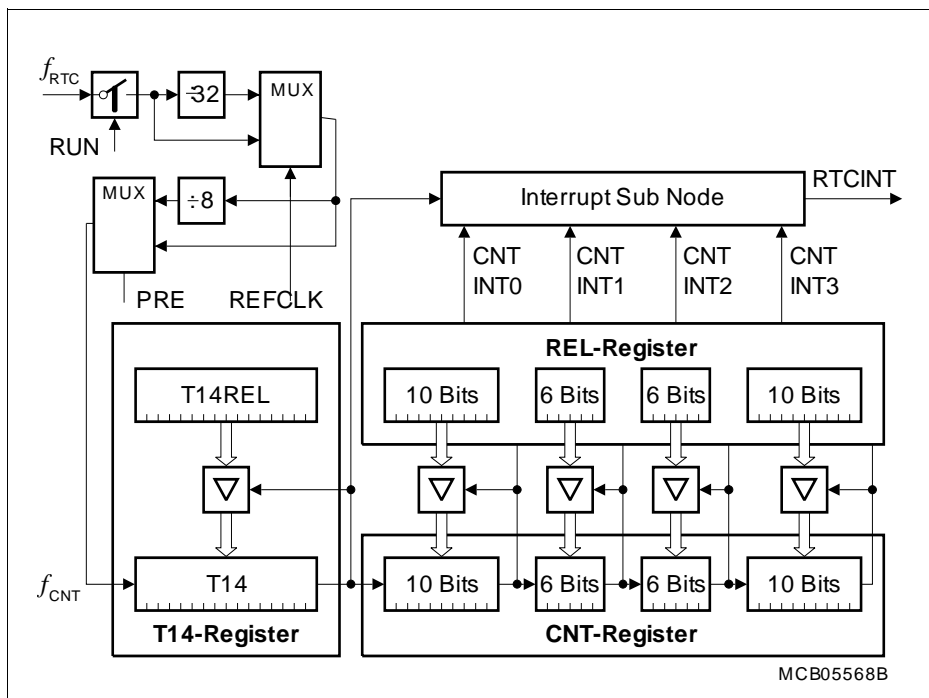 fRTC
÷32
MUX
RUN
MUX
÷8
Interrupt Sub Node
RTCINT
PRE
REFCLK
CNT INT0
CNT INT1
CNT INT2
CNT INT3
REL-Register
T14REL
10 Bits
6 Bits
6 Bits
10 Bits
fCNT
T14
10 Bits
6 Bits
6 Bits
10 Bits
T14-Register
CNT-Register
MCB05568B